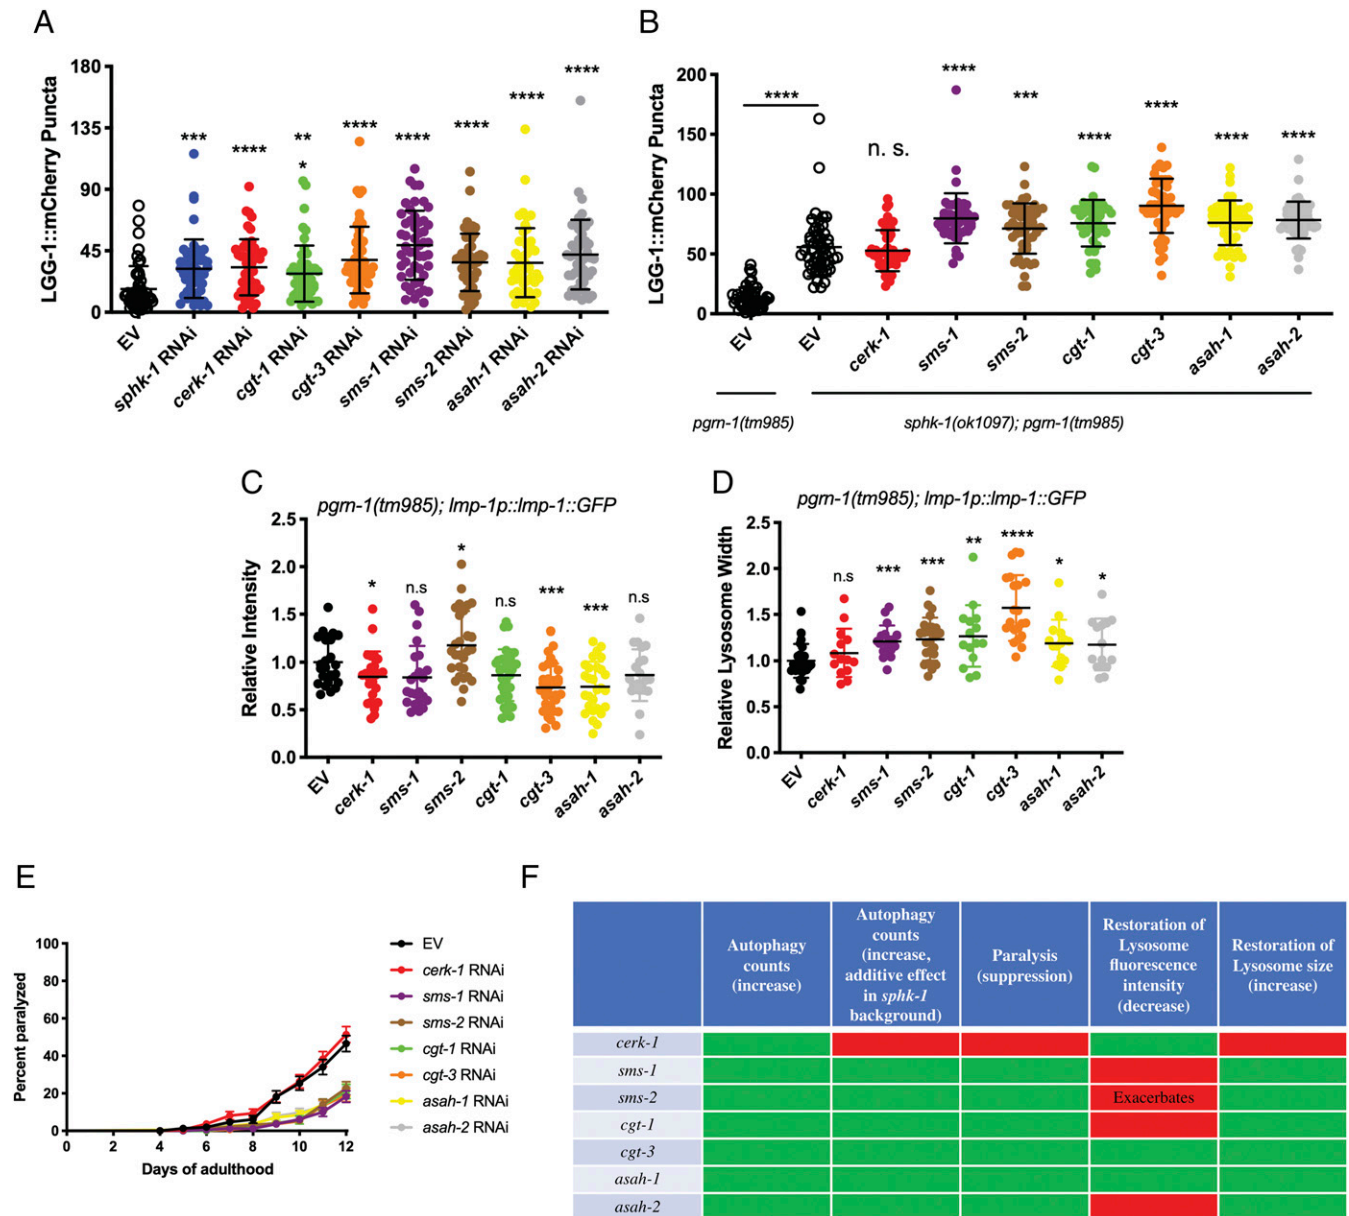 A
LGG-1::mCherry Puncta
180
135
90
45
0
***
****
**
*
****
****
****
****
****
EV
sphk-1 RNAi
cerk-1 RNAi
cgt-1 RNAi
cgt-3 RNAi
sms-1 RNAi
sms-2 RNAi
asah-1 RNAi
asah-2 RNAi
B
LGG-1::mCherry Puncta
200
150
100
50
0
****
n. s.
****
***
****
****
****
****
EV
EV
cerk-1
sms-1
sms-2
cgt-1
cgt-3
asah-1
asah-2
pgrn-1(tm985)
sphk-1(ok1097); pgrn-1(tm985)
C
pgrn-1(tm985); lmp-1p::lmp-1::GFP
Relative Intensity
2.5
2.0
1.5
1.0
0.5
0.0
*
n.s
*
n.s
***
***
n.s
EV
cerk-1
sms-1
sms-2
cgt-1
cgt-3
asah-1
asah-2
D
pgrn-1(tm985); lmp-1p::lmp-1::GFP
Relative Lysosome Width
2.5
2.0
1.5
1.0
0.5
0.0
n.s
***
***
**
****
*
*
EV
cerk-1
sms-1
sms-2
cgt-1
cgt-3
asah-1
asah-2
E
Percent paralyzed
100
80
60
40
20
0
0
2
4
6
8
10
12
Days of adulthood
EV
cerk-1 RNAi
sms-1 RNAi
sms-2 RNAi
cgt-1 RNAi
cgt-3 RNAi
asah-1 RNAi
asah-2 RNAi
F
Autophagy
counts
(increase)
Autophagy
counts
(increase,
additive effect
in sphk-1
background)
Paralysis
(suppression)
Restoration of
Lysosome
fluorescence
intensity
(decrease)
Restoration of
Lysosome size
(increase)
cerk-1
sms-1
sms-2
Exacerbates
cgt-1
cgt-3
asah-1
asah-2